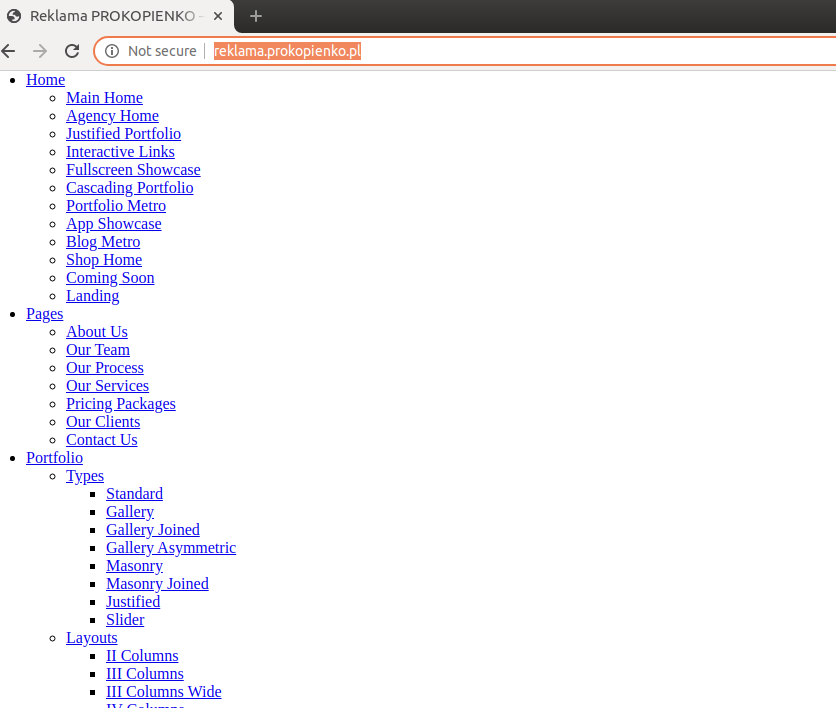 Reklama PROKOPIENKO –
Not secure reklama.prokopienko.pl
Home
Main Home
Agency Home
Justified Portfolio
Interactive Links
Fullscreen Showcase
Cascading Portfolio
Portfolio Metro
App Showcase
Blog Metro
Shop Home
Coming Soon
Landing
Pages
About Us
Our Team
Our Process
Our Services
Pricing Packages
Our Clients
Contact Us
Portfolio
Types
Standard
Gallery
Gallery Joined
Gallery Asymmetric
Masonry
Masonry Joined
Justified
Slider
Layouts
II Columns
III Columns
III Columns Wide
IV Columns